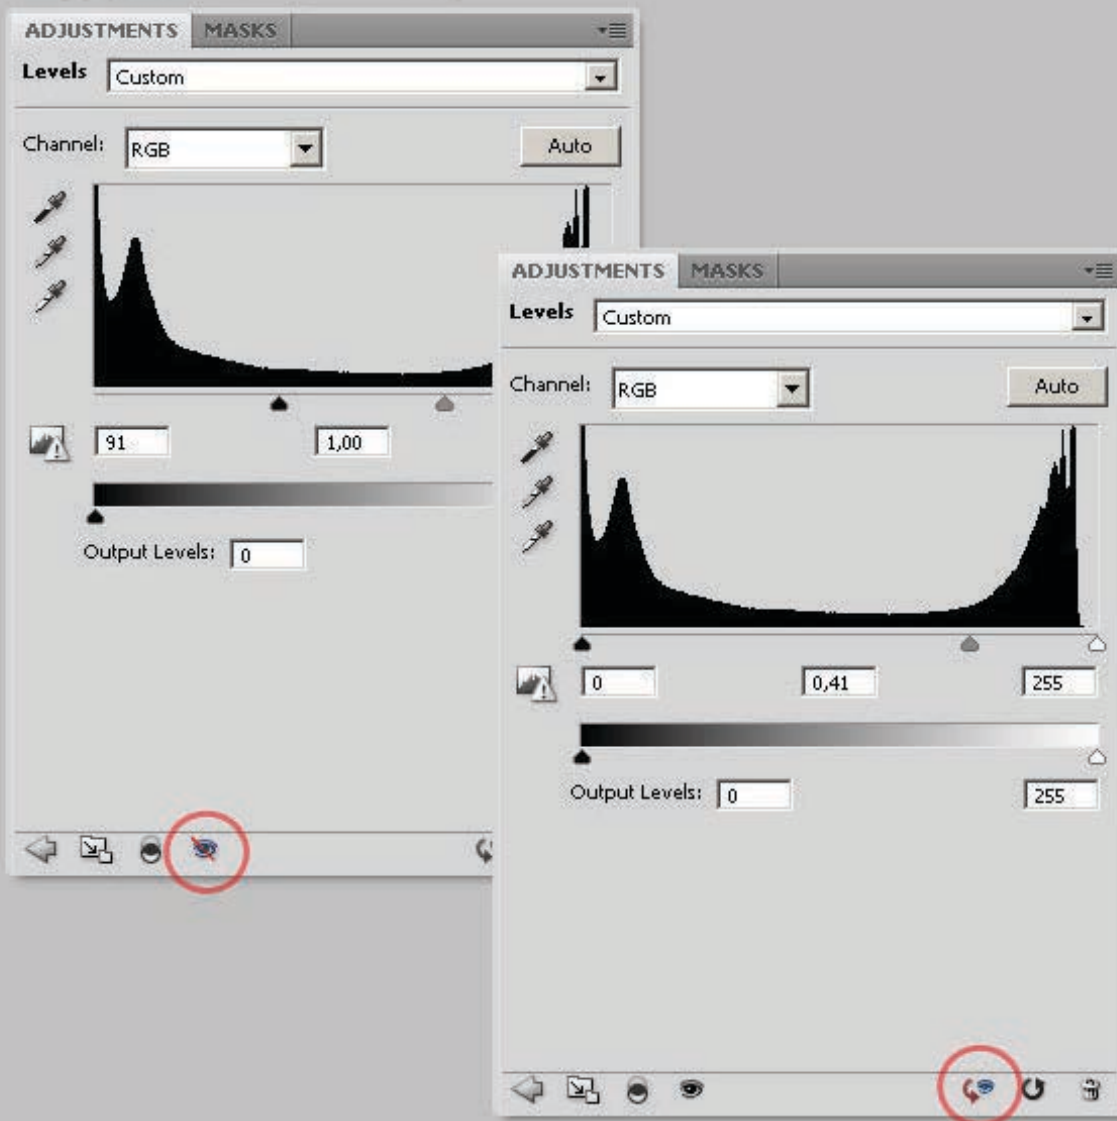 ADJUSTMENTS MASKS
Levels Custom
Channel: RGB Auto
91 1,00
Output Levels: 0
ADJUSTMENTS MASKS
Levels Custom
Channel: RGB Auto
0 0,41 255
Output Levels: 0 255